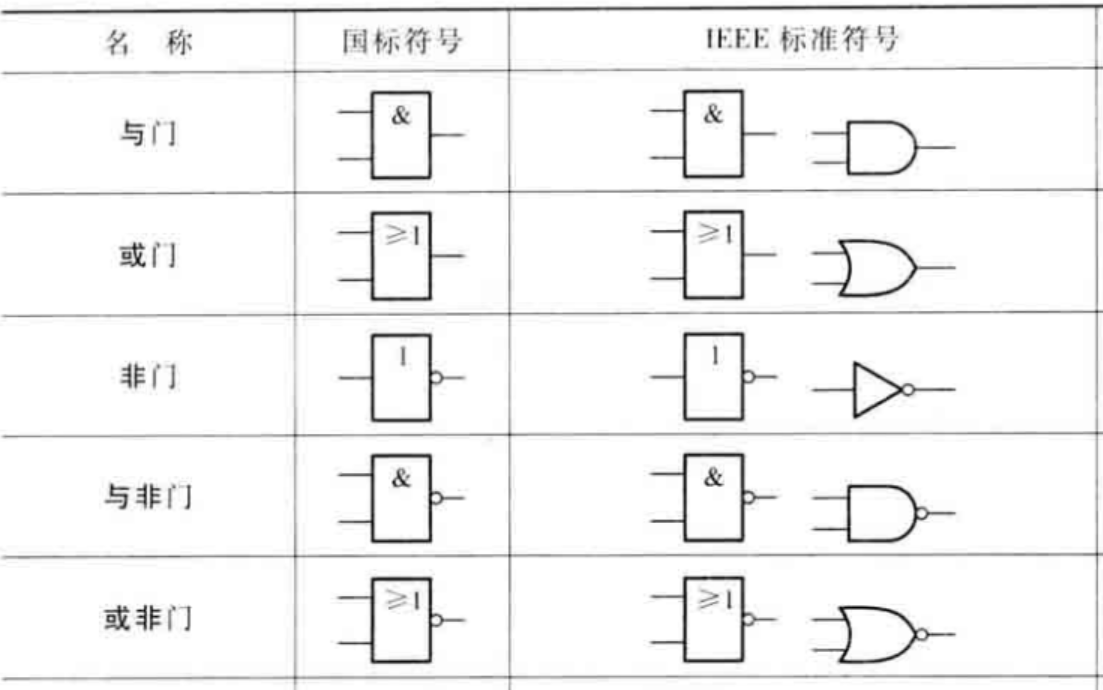 名 称 国标符号 IEEE 标准符号
与门 & &
或门 ≥1 ≥1
非门 1 1
与非门 & &
或非门 ≥1 ≥1